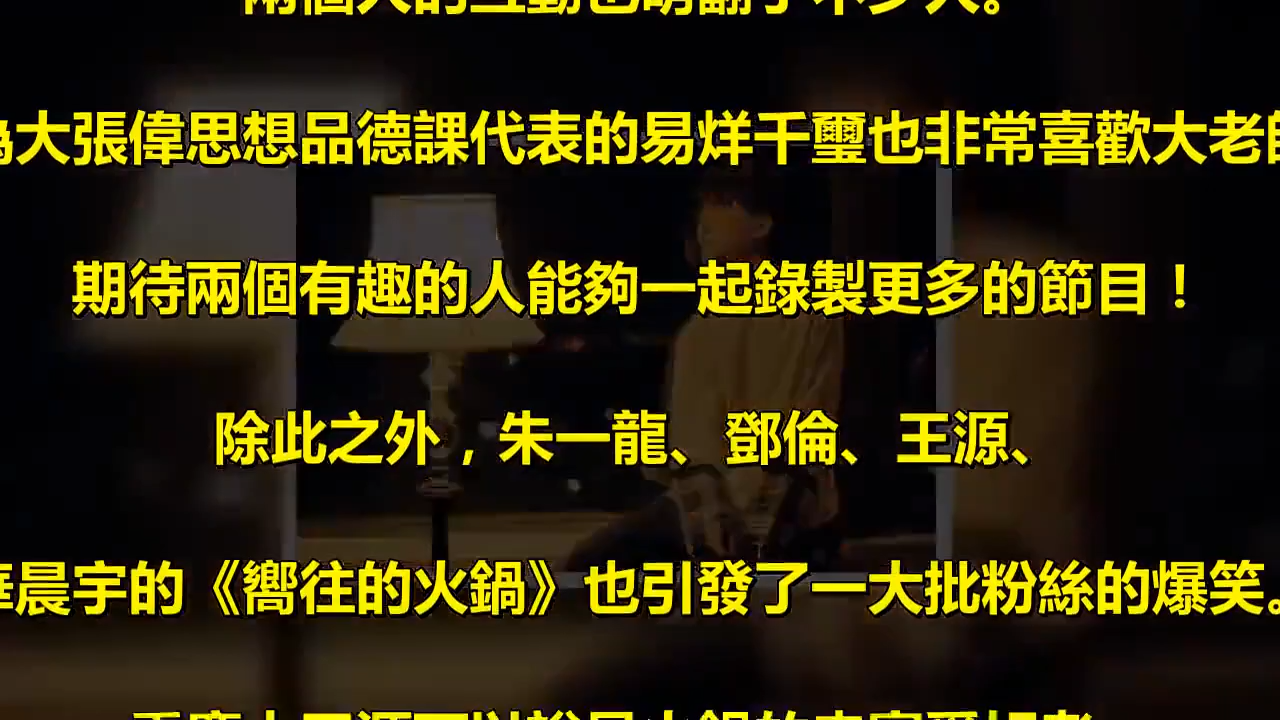 為大張偉思想品德課代表的易烊千璽也非常喜歡大老的
期待兩個有趣的人能夠一起錄製更多的節目！
除此之外，朱一龍、鄧倫、王源、
華晨宇的《嚮往的火鍋》也引發了一大批粉絲的爆笑。